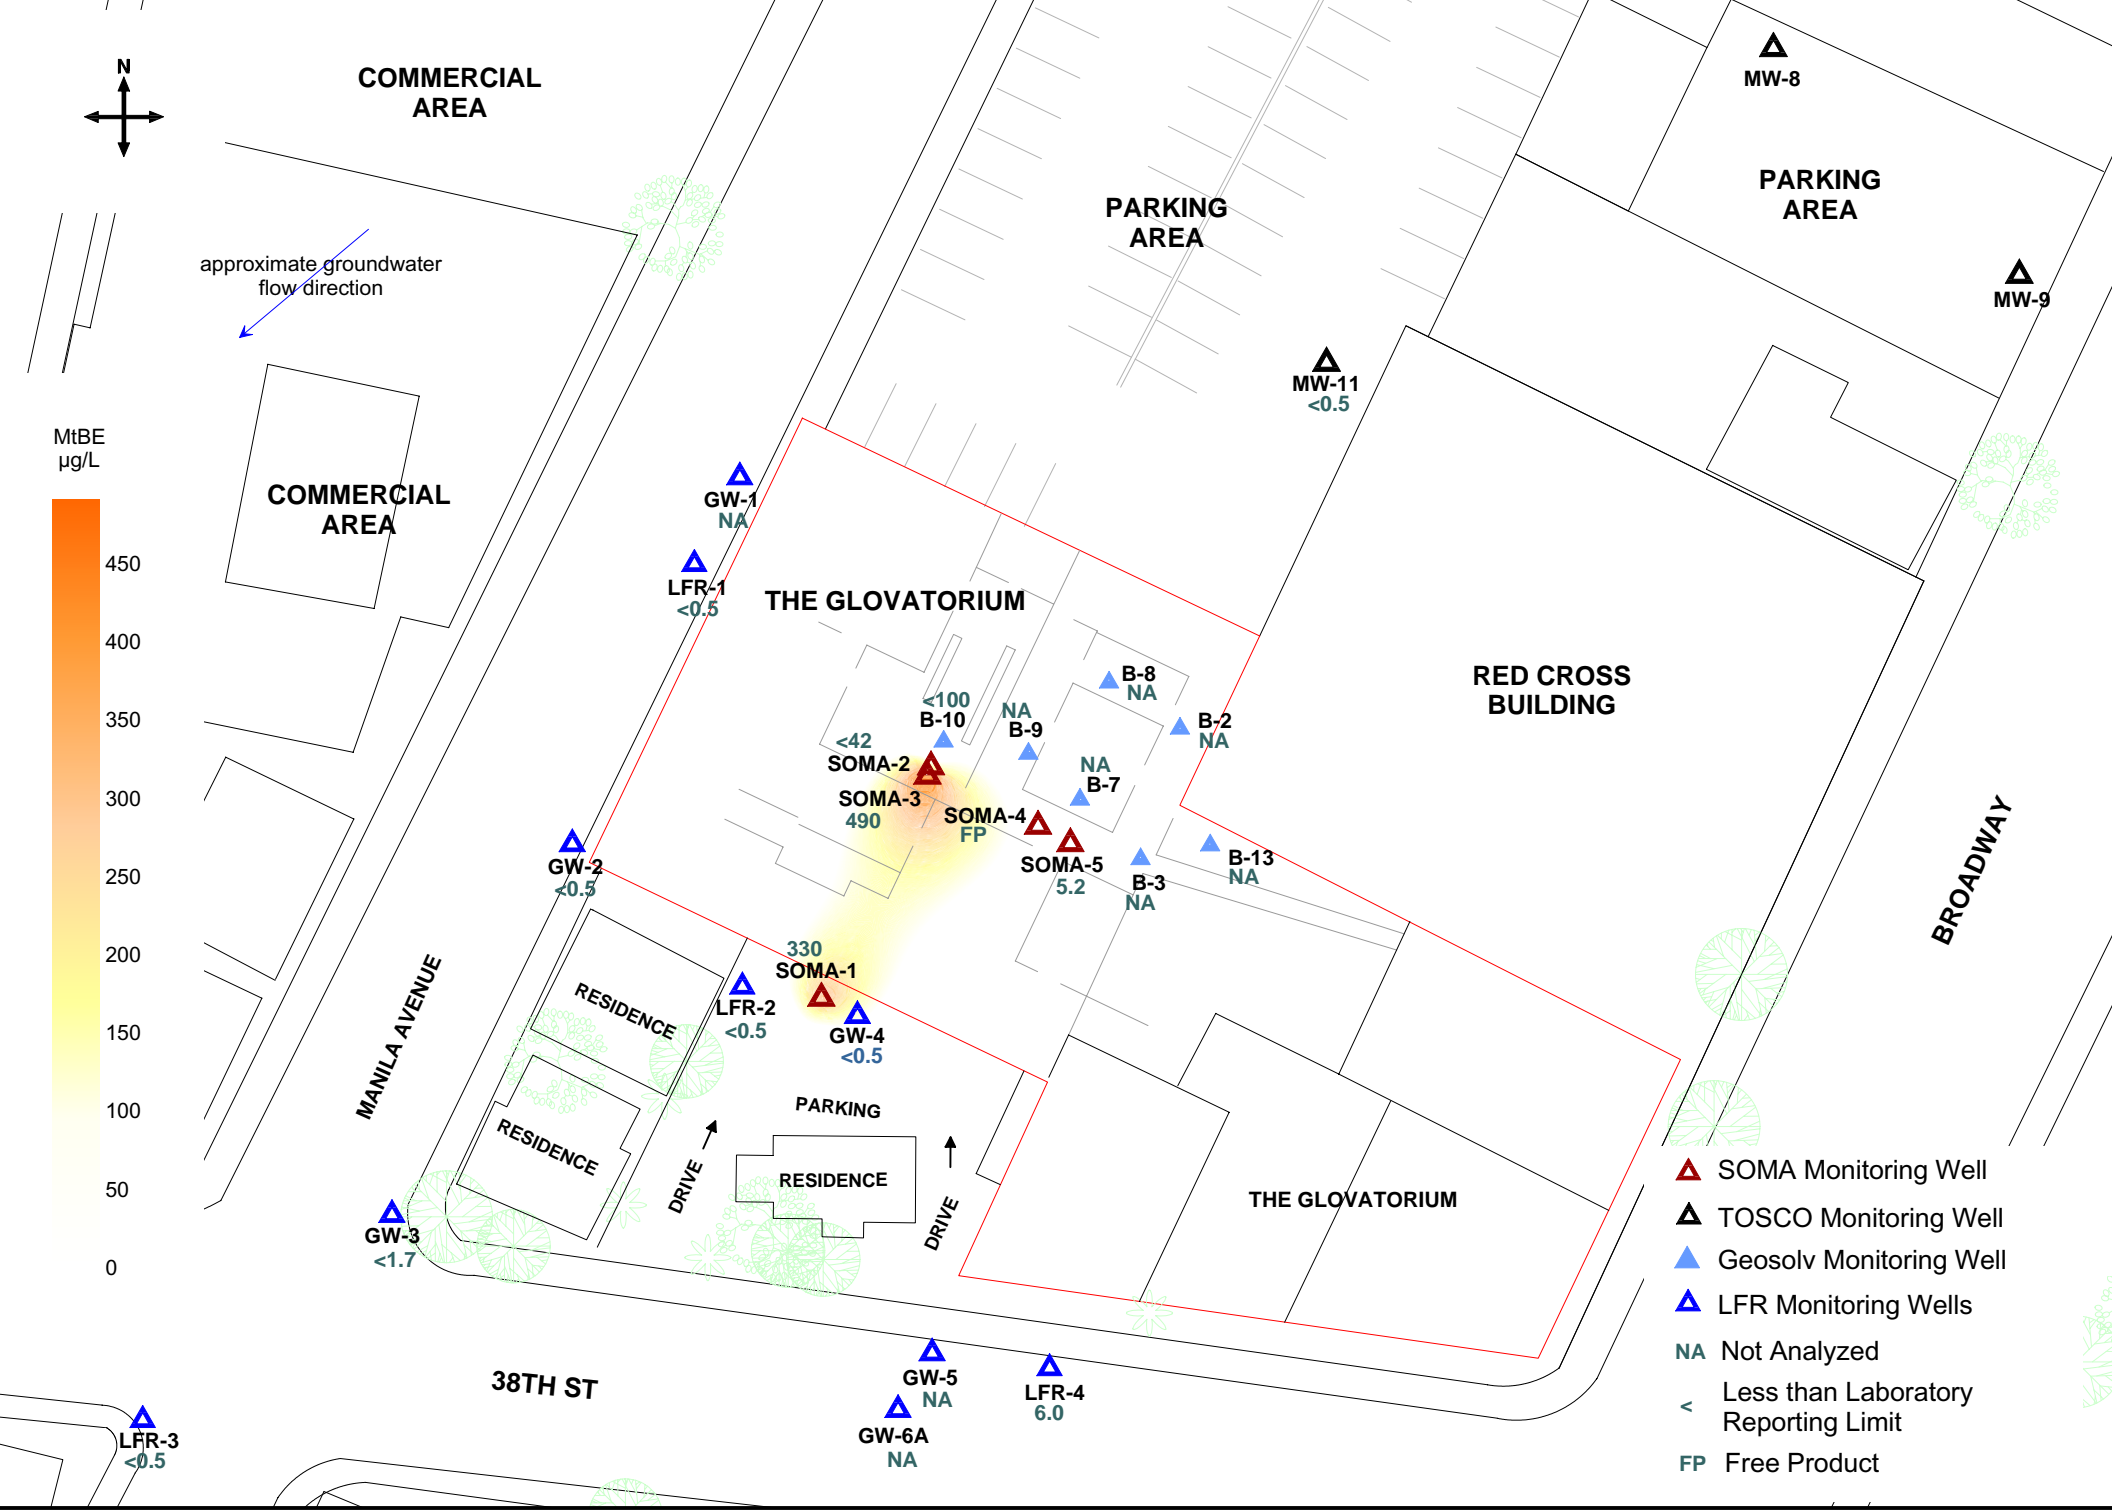 N
COMMERCIAL
AREA
MW-8
PARKING
AREA
PARKING
AREA
approximate groundwater
flow direction
MW-9
MW-11
<0.5
MtBE
µg/L
COMMERCIAL
AREA
GW-1
NA
450
LFR-1
<0.5
THE GLOVATORIUM
400
350
300
250
200
150
100
50
0
RED CROSS
BUILDING
B-8
NA
<100
B-10
NA
B-9
B-2
NA
<42
SOMA-2
NA
B-7
SOMA-3
490
SOMA-4
FP
SOMA-5
5.2
B-13
NA
B-3
NA
GW-2
<0.5
BROADWAY
330
SOMA-1
LFR-2
<0.5
GW-4
<0.5
RESIDENCE
MANILA AVENUE
PARKING
RESIDENCE
DRIVE
RESIDENCE
DRIVE
THE GLOVATORIUM
GW-3
<1.7
38TH ST
GW-5
NA
LFR-4
6.0
GW-6A
NA
LFR-3
<0.5
SOMA Monitoring Well
TOSCO Monitoring Well
Geosolv Monitoring Well
LFR Monitoring Wells
NA Not Analyzed
< Less than Laboratory
Reporting Limit
FP Free Product